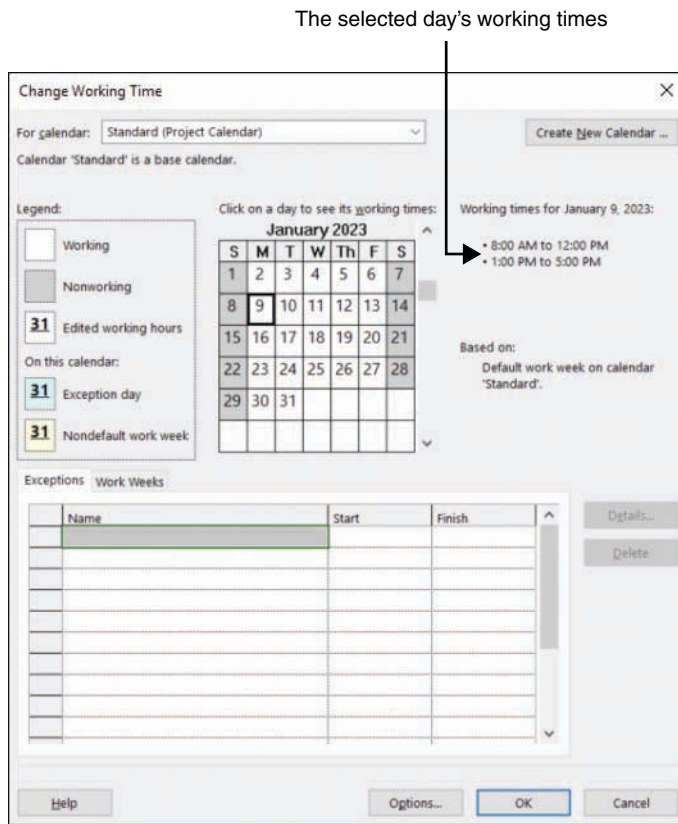 The selected day's working times
Change Working Time
For calendar: Standard (Project Calendar)
Create New Calendar ...
Calendar 'Standard' is a base calendar.
Legend:
Working
Nonworking
31 Edited working hours
On this calendar:
31 Exception day
31 Nondefault work week
Click on a day to see its working times:
January 2023
S M T W Th F S
1 2 3 4 5 6 7
8 9 10 11 12 13 14
15 16 17 18 19 20 21
22 23 24 25 26 27 28
29 30 31
Working times for January 9, 2023:
• 8:00 AM to 12:00 PM
• 1:00 PM to 5:00 PM
Based on:
Default work week on calendar
'Standard'.
Exceptions Work Weeks
Name Start Finish
Details...
Delete
Help Options... OK Cancel